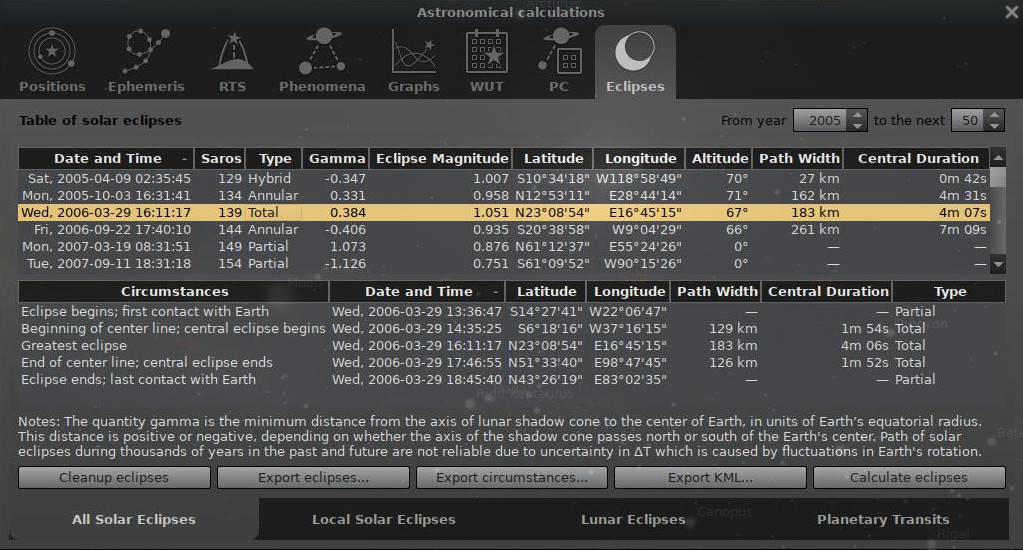 Astronomical calculations
Positions Ephemeris RTS Phenomena Graphs WUT PC Eclipses
Table of solar eclipses From year 2005 to the next 50
Date and Time - Saros Type Gamma Eclipse Magnitude Latitude Longitude Altitude Path Width Central Duration
Sat, 2005-04-09 02:35:45 129 Hybrid -0.347 1.007 S10°34'18" W118°58'49" 70° 27 km 0m 42s
Mon, 2005-10-03 16:31:41 134 Annular 0.331 0.958 N12°53'11" E28°44'14" 71° 162 km 4m 31s
Wed, 2006-03-29 16:11:17 139 Total 0.384 1.051 N23°08'54" E16°45'15" 67° 183 km 4m 07s
Fri, 2006-09-22 17:40:10 144 Annular -0.406 0.935 S20°38'58" W9°04'29" 66° 261 km 7m 09s
Mon, 2007-03-19 08:31:51 149 Partial 1.073 0.876 N61°12'37" E55°24'26" 0° — —
Tue, 2007-09-11 18:31:18 154 Partial -1.126 0.751 S61°09'52" W90°15'26" 0° — —
Circumstances Date and Time - Latitude Longitude Path Width Central Duration Type
Eclipse begins; first contact with Earth Wed, 2006-03-29 13:36:47 S14°27'41" W22°06'47" — — Partial
Beginning of center line; central eclipse begins Wed, 2006-03-29 14:35:25 S6°18'16" W37°16'15" 129 km 1m 54s Total
Greatest eclipse Wed, 2006-03-29 16:11:17 N23°08'54" E16°45'15" 183 km 4m 06s Total
End of center line; central eclipse ends Wed, 2006-03-29 17:46:55 N51°33'40" E98°47'45" 126 km 1m 52s Total
Eclipse ends; last contact with Earth Wed, 2006-03-29 18:45:40 N43°26'19" E83°02'35" — — Partial
Notes: The quantity gamma is the minimum distance from the axis of lunar shadow cone to the center of Earth, in units of Earth’s equatorial radius.
This distance is positive or negative, depending on whether the axis of the shadow cone passes north or south of the Earth's center. Path of solar
eclipses during thousands of years in the past and future are not reliable due to uncertainty in ΔT which is caused by fluctuations in Earth's rotation.
Cleanup eclipses Export eclipses... Export circumstances... Export KML... Calculate eclipses
All Solar Eclipses Local Solar Eclipses Lunar Eclipses Planetary Transits
Canopus
Rigel